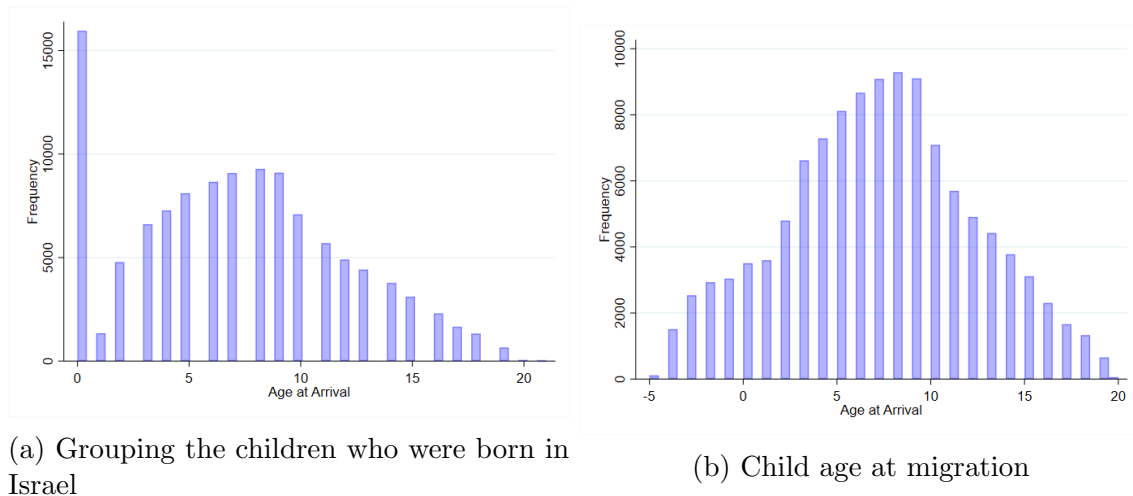 15000
10000
5000
0
Frequency
0 5 10 15 20
Age at Arrival
(a) Grouping the children who were born in
Israel
10000
8000
6000
4000
2000
0
Frequency
-5 0 5 10 15 20
Age at Arrival
(b) Child age at migration